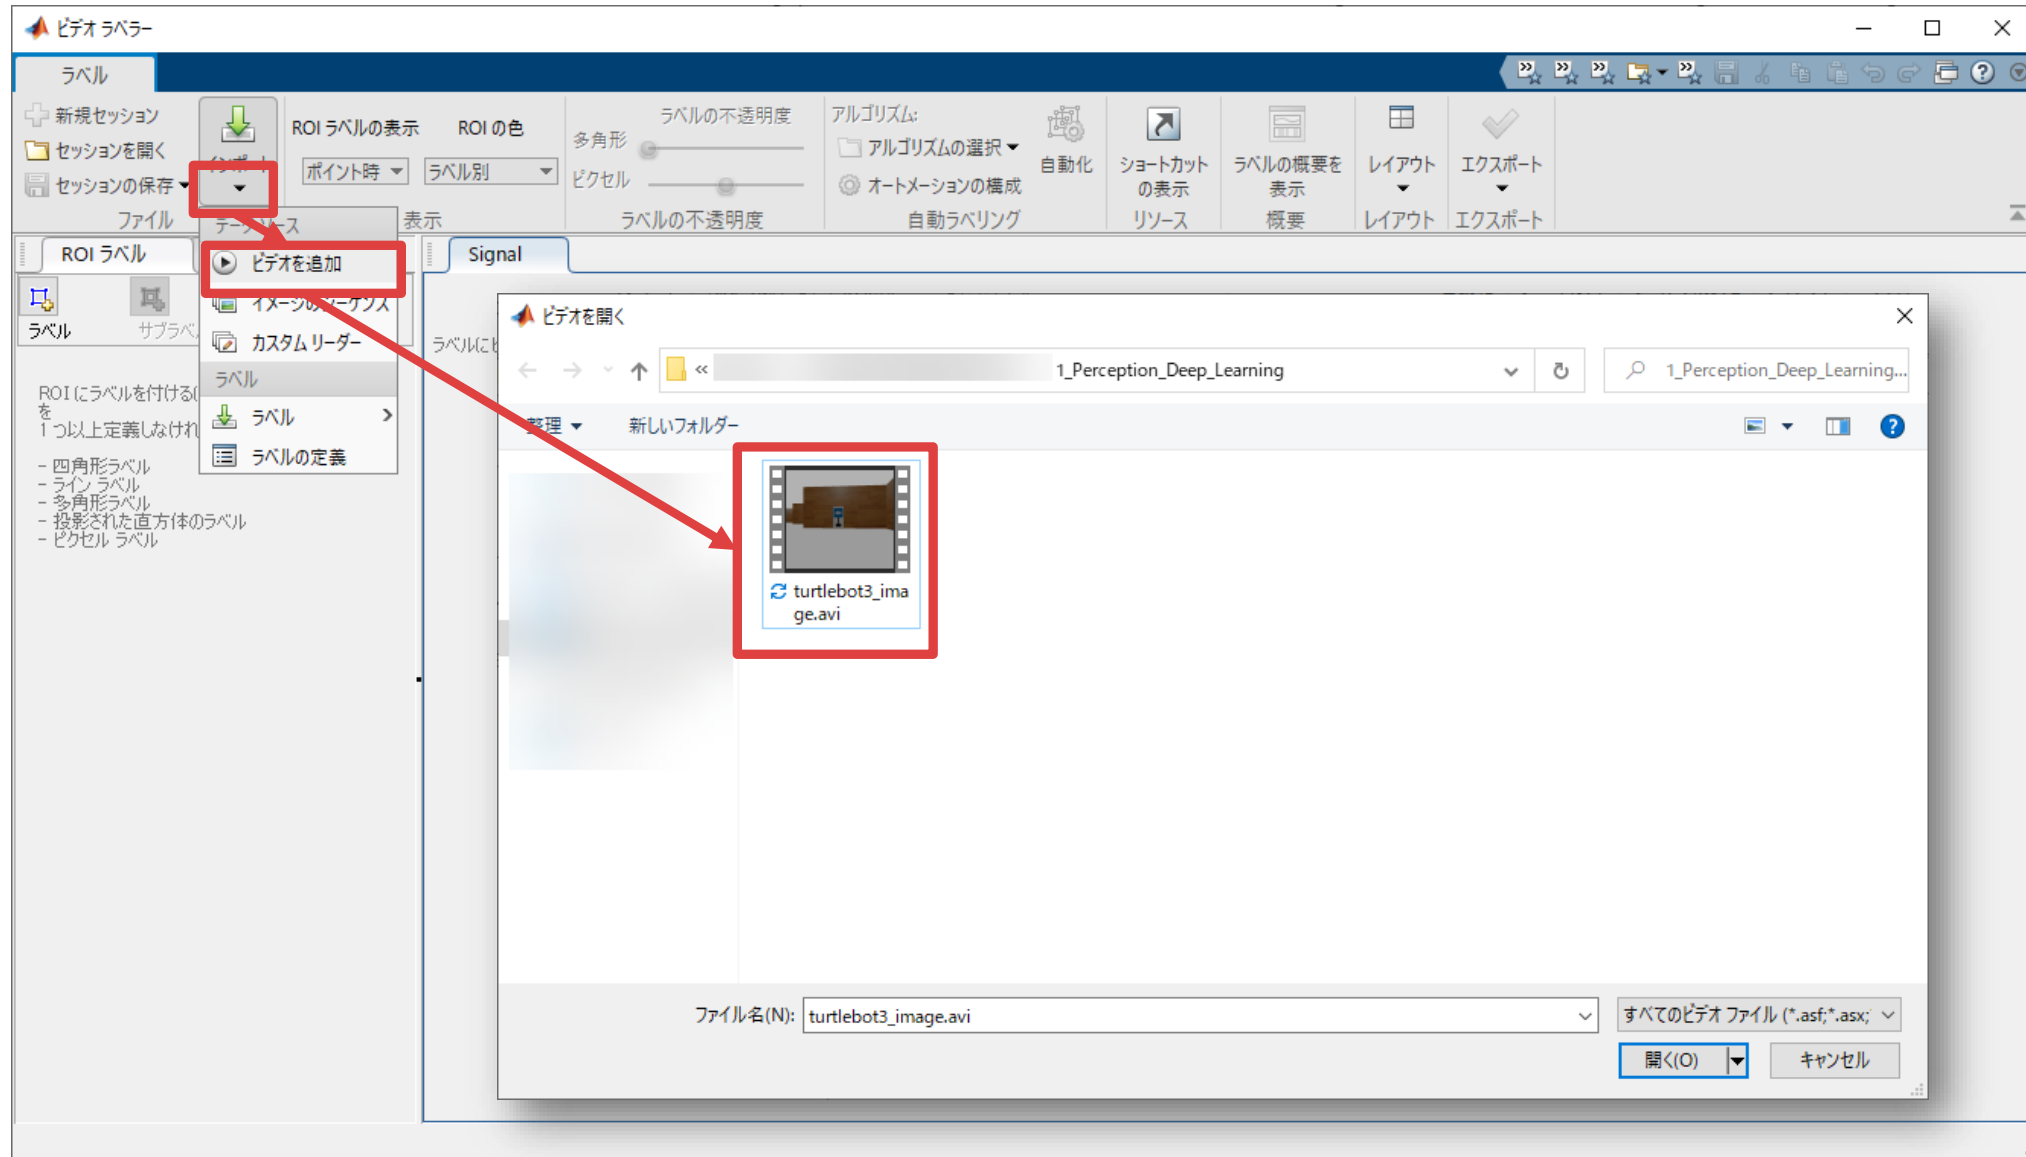 ビデオ ラベラー
ラベル
新規セッション
セッションを開く
セッションの保存
ファイル
ROI ラベルの表示
ポイント時
ROI の色
ラベル別
表示
ラベルの不透明度
多角形
ピクセル
ラベルの不透明度
アルゴリズム:
アルゴリズムの選択
オートメーションの構成
自動化
自動ラベリング
ショートカット
の表示
リソース
ラベルの概要を
表示
概要
レイアウト
レイアウト
エクスポート
エクスポート
ビデオを追加
カスタム リーダー
ラベル
ラベル
ラベルの定義
ROI ラベル
ラベル
サブラベ
ROI にラベルを付ける
を
1 つ以上定義しなけれ
- 四角形ラベル
- ライン ラベル
- 多角形ラベル
- 投影された直方体のラベル
- ピクセル ラベル
Signal
ラベルにビ
ビデオを開く
« 1_Perception_Deep_Learning
1_Perception_Deep_Learning...
整理
新しいフォルダー
turtlebot3_ima
ge.avi
ファイル名(N): turtlebot3_image.avi
すべてのビデオ ファイル (*.asf;*.asx;
開く(O)
キャンセル